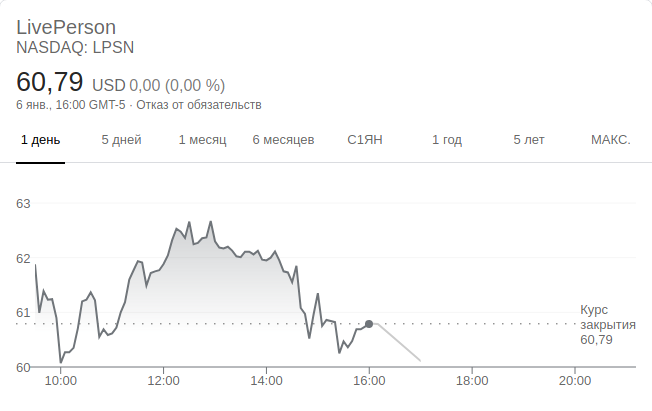 LivePerson
NASDAQ: LPSN
60,79 USD 0,00 (0,00 %)
6 янв., 16:00 GMT-5 · Отказ от обязательств
1 день 5 дней 1 месяц 6 месяцев С1ЯН 1 год 5 лет МАКС.
63
62
61
60
Курс
закрытия
60,79
10:00 12:00 14:00 16:00 18:00 20:00